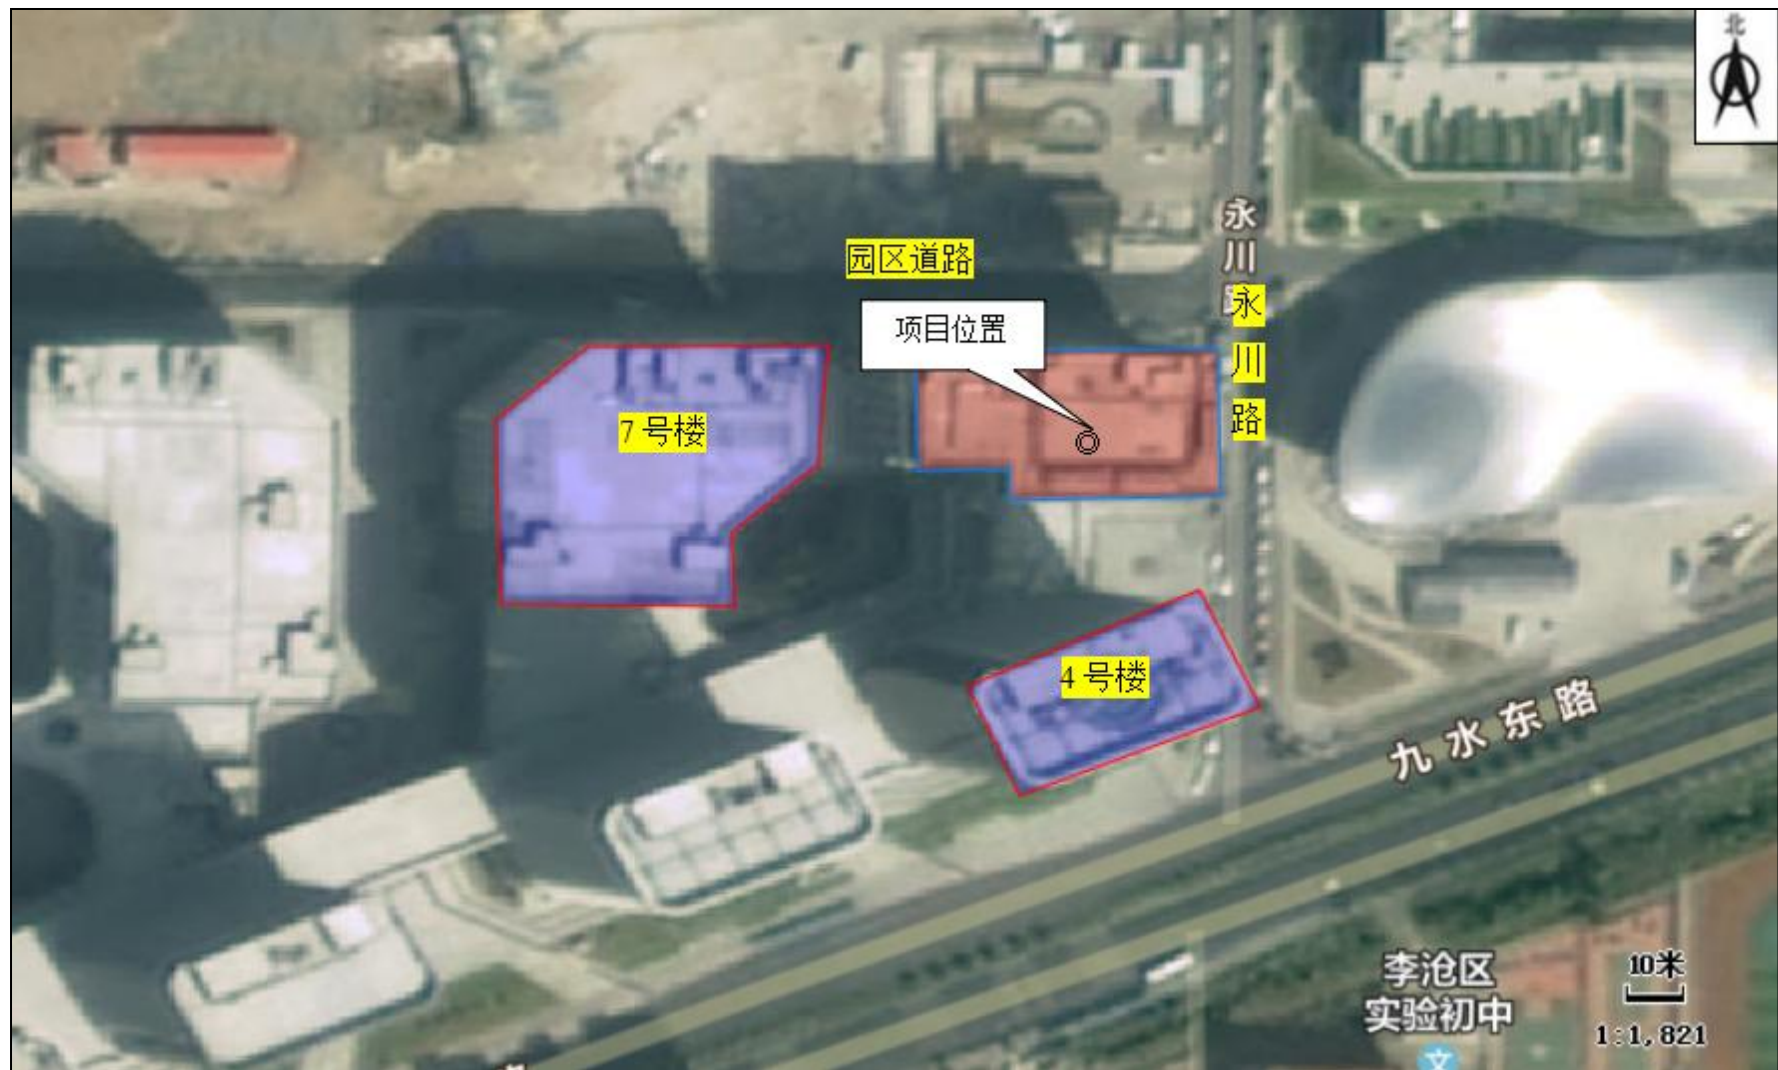 北
永川
园区道路
永川路
项目位置
7 号楼
4 号楼
九水东路
李沧区
实验初中
10米
1:1,821
文